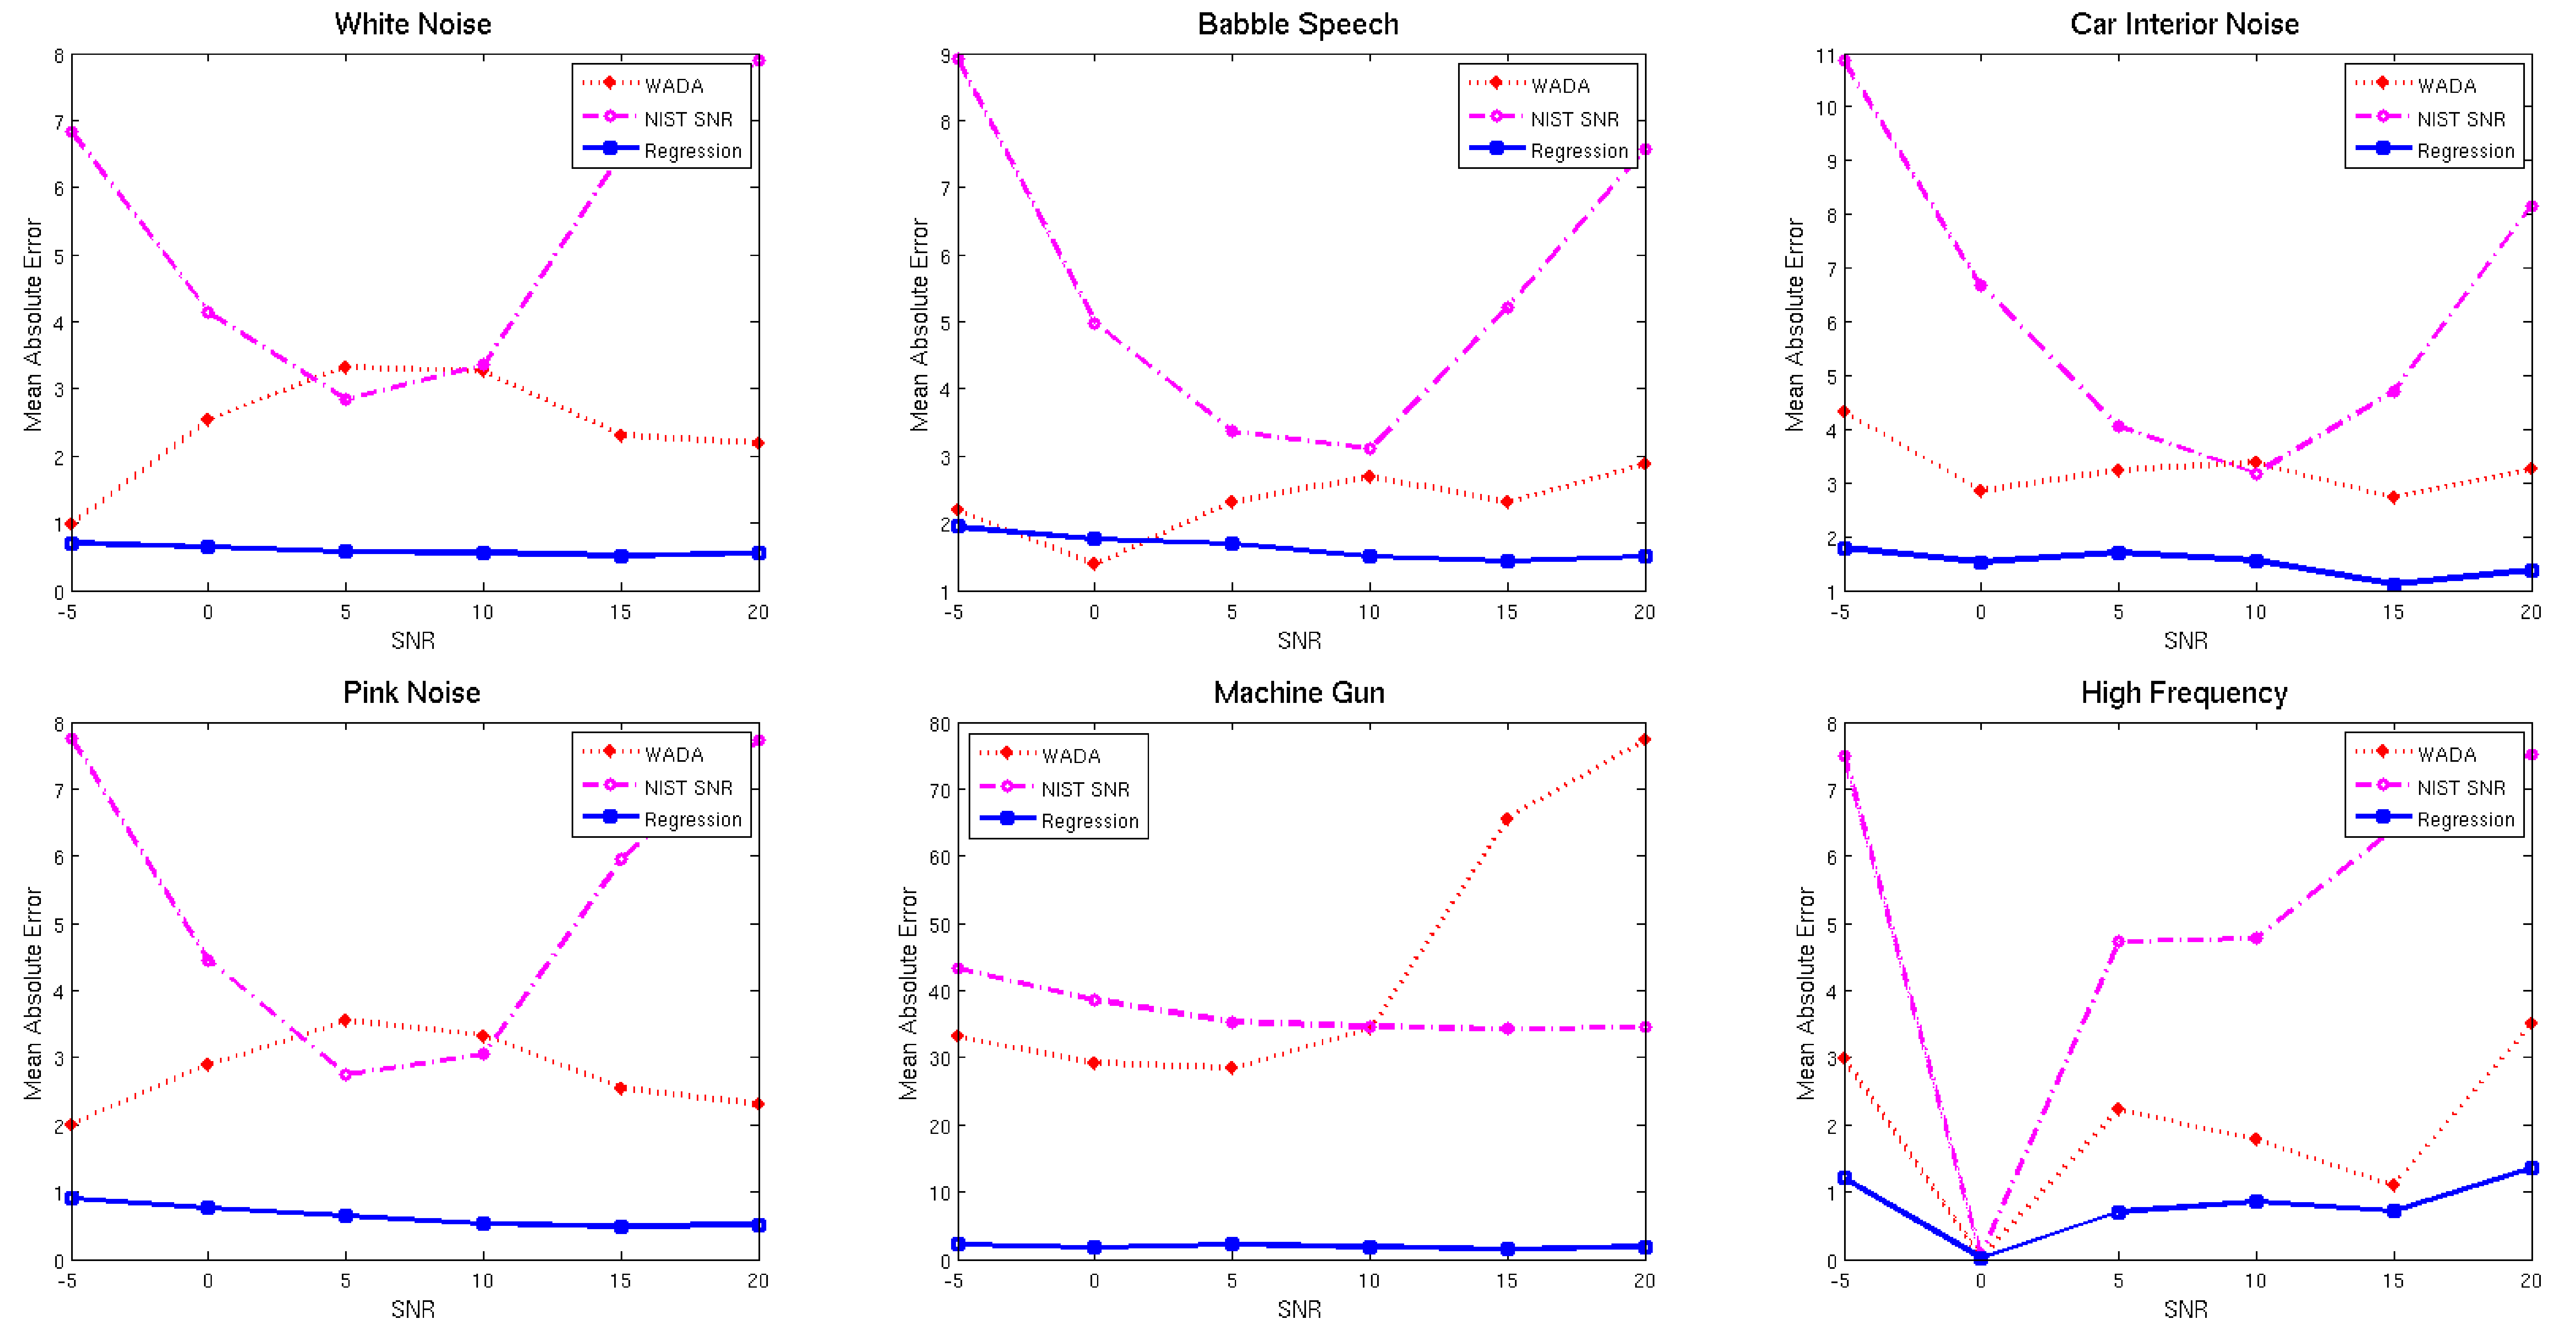 White Noise
8
7
6
5
4
3
2
1
0
-5 0 5 10 15 20
Mean Absolute Error
SNR
WADA
NIST SNR
Regression
Babble Speech
9
8
7
6
5
4
3
2
1
-5 0 5 10 15 20
Mean Absolute Error
SNR
WADA
NIST SNR
Regression
Car Interior Noise
11
10
9
8
7
6
5
4
3
2
1
-5 0 5 10 15 20
Mean Absolute Error
SNR
WADA
NIST SNR
Regression
Pink Noise
8
7
6
5
4
3
2
1
0
-5 0 5 10 15 20
Mean Absolute Error
SNR
WADA
NIST SNR
Regression
Machine Gun
80
70
60
50
40
30
20
10
0
-5 0 5 10 15 20
Mean Absolute Error
SNR
WADA
NIST SNR
Regression
High Frequency
8
7
6
5
4
3
2
1
0
-5 0 5 10 15 20
Mean Absolute Error
SNR
WADA
NIST SNR
Regression